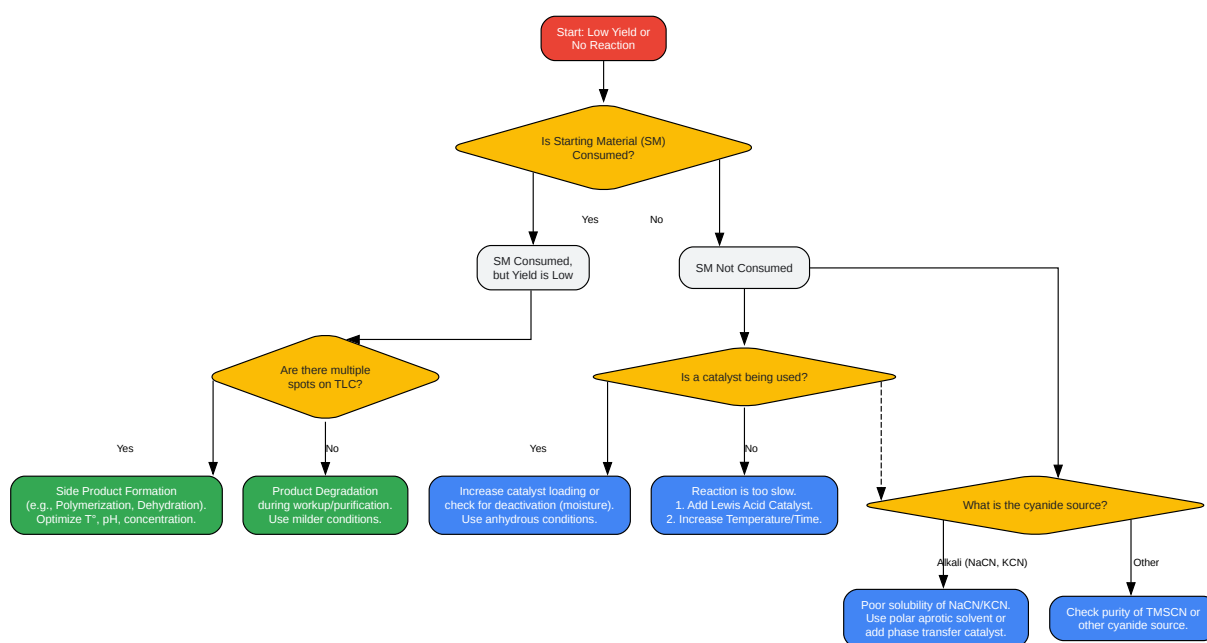 Start: Low Yield or
No Reaction
Is Starting Material (SM)
Consumed?
Yes
No
SM Consumed,
but Yield is Low
SM Not Consumed
Are there multiple
spots on TLC?
Is a catalyst being used?
Yes
No
Yes
No
Side Product Formation
(e.g., Polymerization, Dehydration).
Optimize T°, pH, concentration.
Product Degradation
during workup/purification.
Use milder conditions.
Increase catalyst loading or
check for deactivation (moisture).
Use anhydrous conditions.
Reaction is too slow.
1. Add Lewis Acid Catalyst.
2. Increase Temperature/Time.
What is the cyanide source?
Alkali (NaCN, KCN)
Other
Poor solubility of NaCN/KCN.
Use polar aprotic solvent or
add phase transfer catalyst.
Check purity of TMSCN or
other cyanide source.